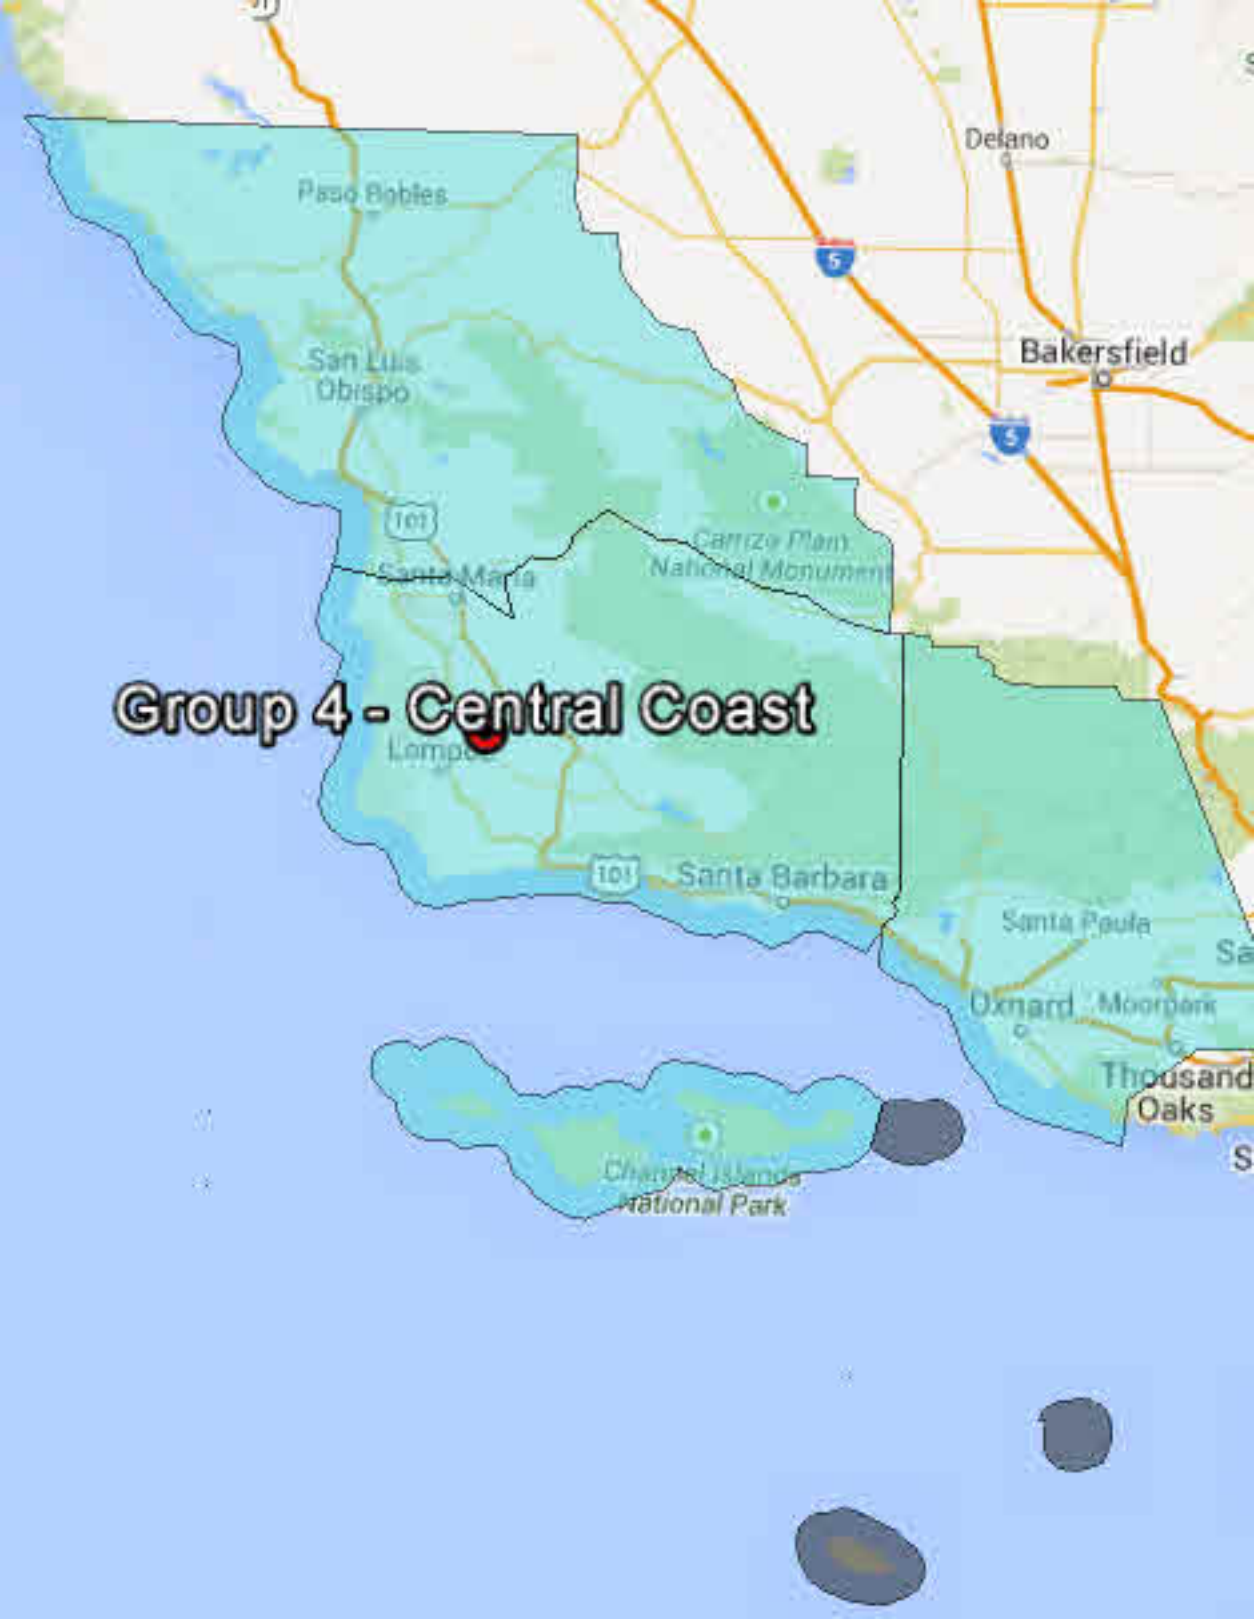 Delano
Paso Robles
5
Bakersfield
San Luis
Obispo
5
Carrizo Plain
National Monument
101
Santa Maria
Group 4 - Central Coast
Lompoc
101
Santa Barbara
Santa Paula
Sa
Oxnard
Moorpark
Thousand
Oaks
S
Channel Islands
National Park